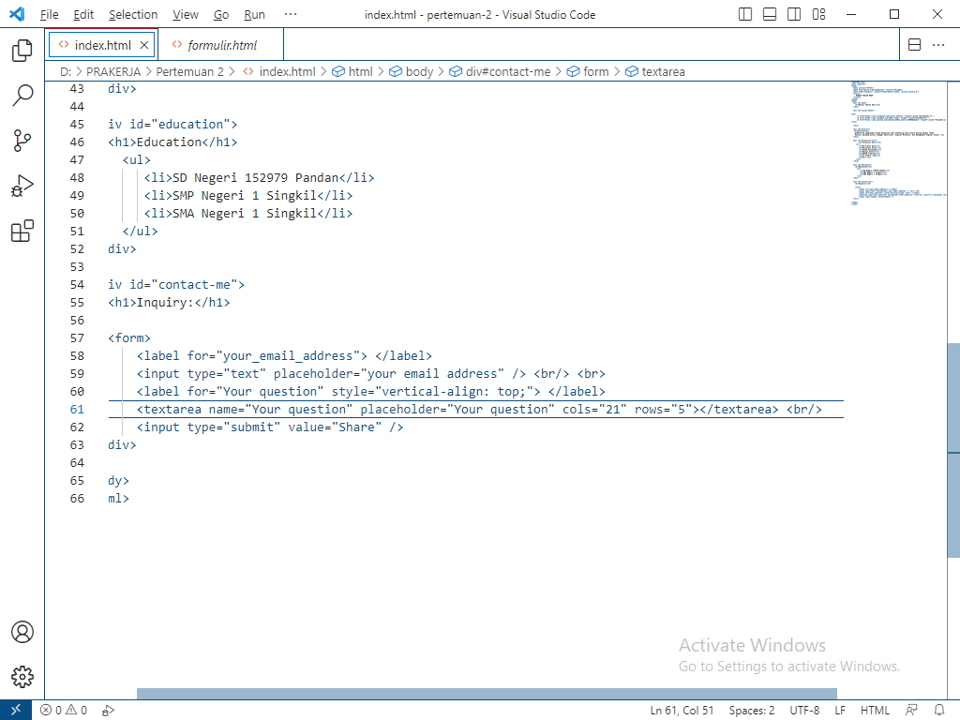 File Edit Selection View Go Run ··· index.html - pertemuan-2 - Visual Studio Code
<> index.html × <> formulir.html ···
D: > PRAKERJA > Pertemuan 2 > <> index.html > html > body > div#contact-me > form > textarea
43 div>
44
45 iv id="education">
46 <h1>Education</h1>
47 <ul>
48 <li>SD Negeri 152979 Pandan</li>
49 <li>SMP Negeri 1 Singkil</li>
50 <li>SMA Negeri 1 Singkil</li>
51 </ul>
52 div>
53
54 iv id="contact-me">
55 <h1>Inquiry:</h1>
56
57 <form>
58 <label for="your_email_address"> </label>
59 <input type="text" placeholder="your email address" /> <br/> <br>
60 <label for="Your question" style="vertical-align: top;"> </label>
61 <textarea name="Your question" placeholder="Your question" cols="21" rows="5"></textarea> <br/>
62 <input type="submit" value="Share" />
63 div>
64
65 dy>
66 ml>
Activate Windows
Go to Settings to activate Windows.
0 0 Ln 61, Col 51 Spaces: 2 UTF-8 LF HTML